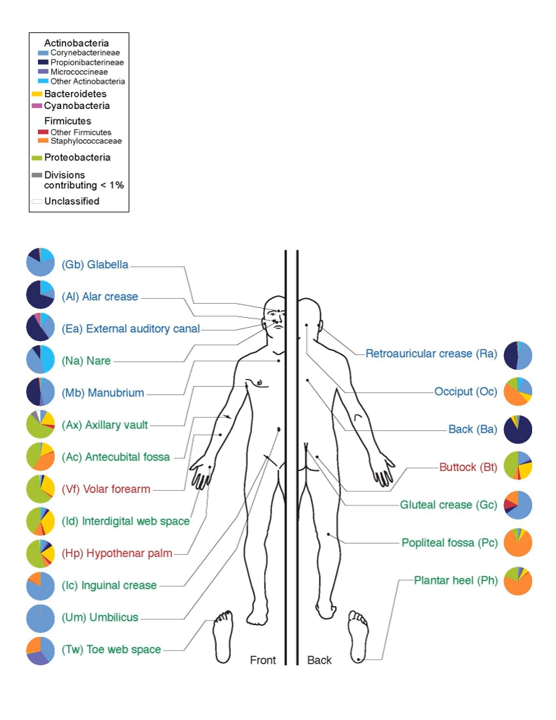 Actinobacteria
Corynebacterineae
Propionibacterineae
Micrococcineae
Other Actinobacteria
Bacteroidetes
Cyanobacteria
Firmicutes
Other Firmicutes
Staphylococcaceae
Proteobacteria
Divisions
contributing < 1%
Unclassified
(Gb) Glabella
(Al) Alar crease
(Ea) External auditory canal
(Na) Nare
(Mb) Manubrium
(Ax) Axillary vault
(Ac) Antecubital fossa
(Vf) Volar forearm
(Id) Interdigital web space
(Hp) Hypothenar palm
(Ic) Inguinal crease
(Um) Umbilicus
(Tw) Toe web space
Retroauricular crease (Ra)
Occiput (Oc)
Back (Ba)
Buttock (Bt)
Gluteal crease (Gc)
Popliteal fossa (Pc)
Plantar heel (Ph)
Front
Back